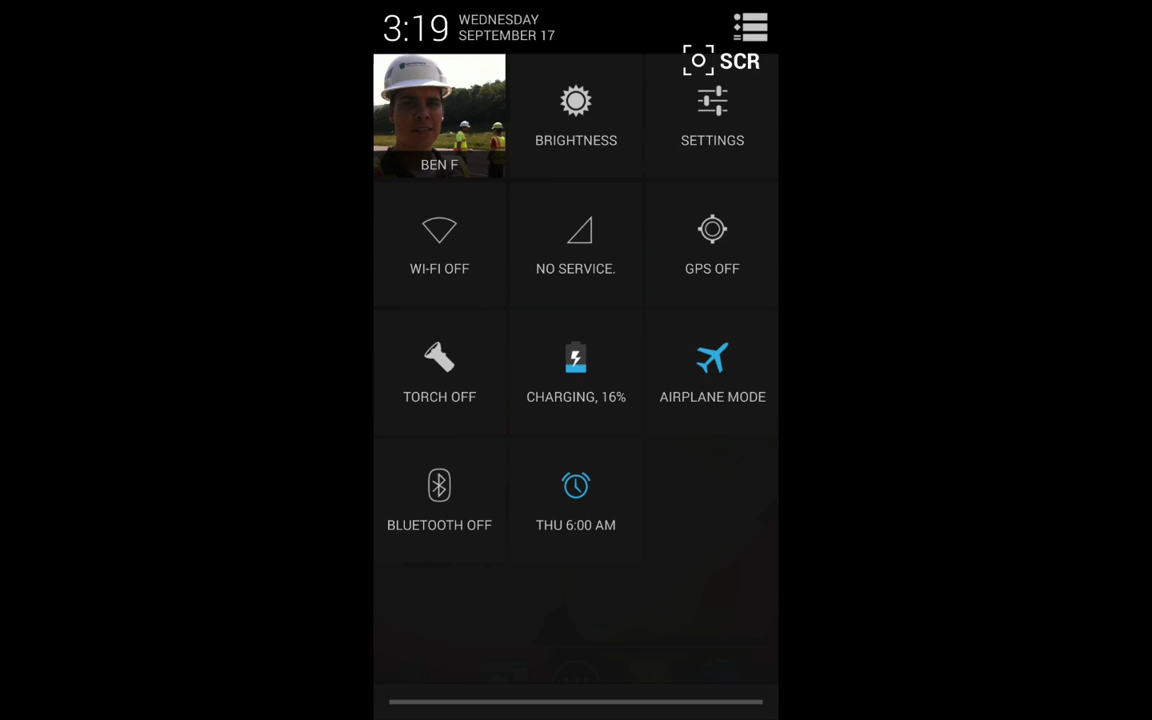 3:19
WEDNESDAY
SEPTEMBER 17
SCR
BEN F
BRIGHTNESS
SETTINGS
WI-FI OFF
NO SERVICE.
GPS OFF
TORCH OFF
CHARGING, 16%
AIRPLANE MODE
BLUETOOTH OFF
THU 6:00 AM